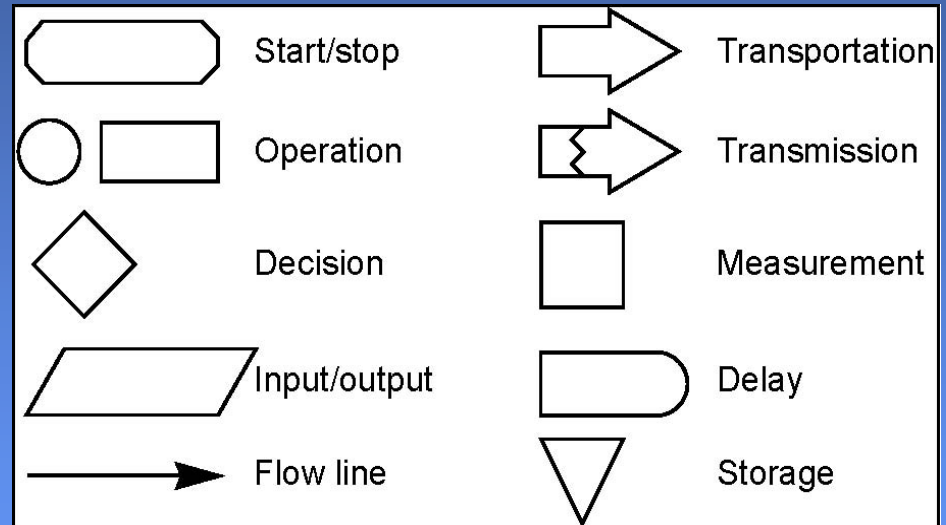 Start/stop
Operation
Decision
Input/output
Flow line
Transportation
Transmission
Measurement
Delay
Storage